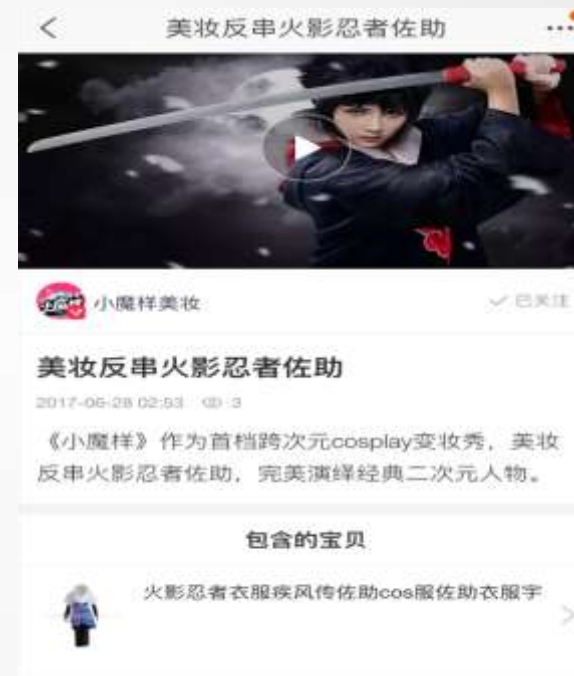 美妆反串火影忍者佐助
小魔样美妆
已关注
美妆反串火影忍者佐助
2017-06-28 02:53 3
《小魔样》作为首档跨次元cosplay变妆秀，美妆
反串火影忍者佐助，完美演绎经典二次元人物。
包含的宝贝
火影忍者衣服疾风传佐助cos服佐助衣服宇